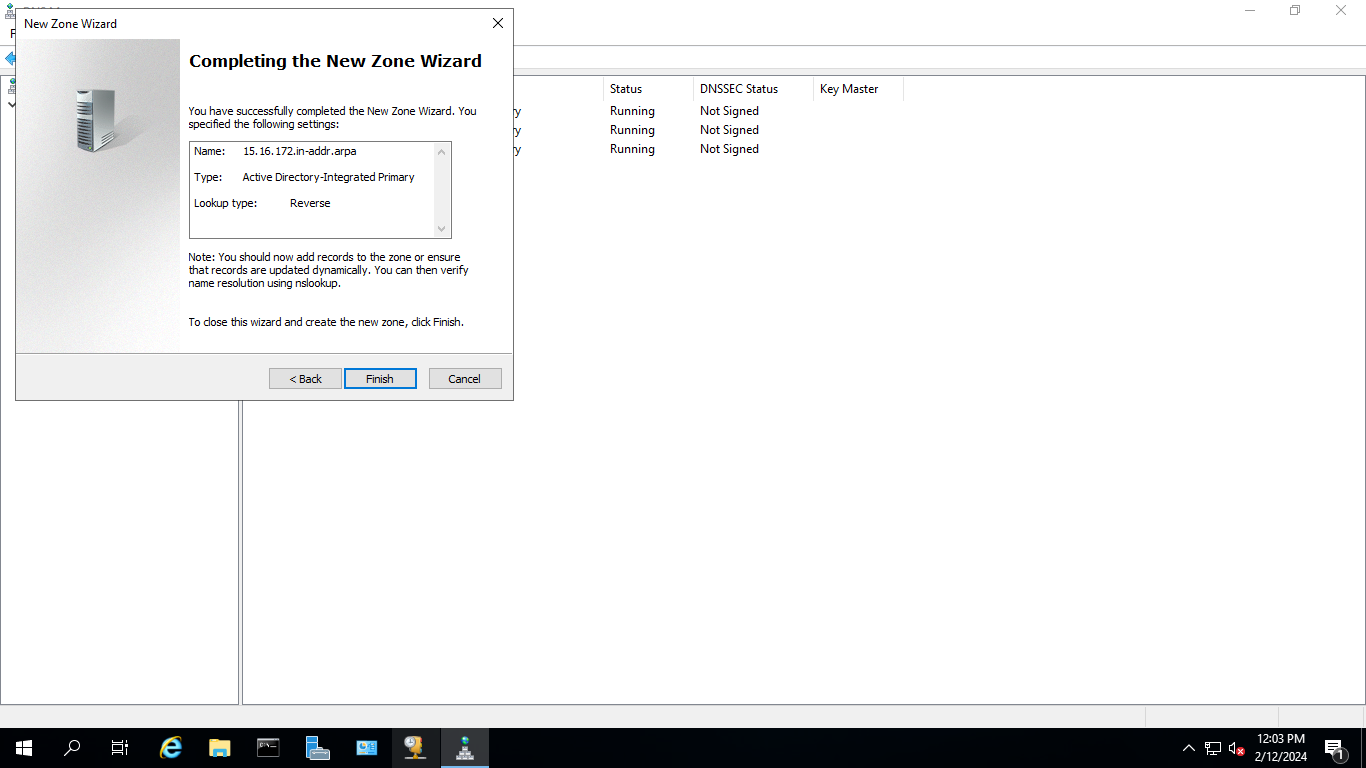 New Zone Wizard
Completing the New Zone Wizard
You have successfully completed the New Zone Wizard. You
specified the following settings:
Name: 15.16.172.in-addr.arpa
Type: Active Directory-Integrated Primary
Lookup type: Reverse
Note: You should now add records to the zone or ensure
that records are updated dynamically. You can then verify
name resolution using nslookup.
To close this wizard and create the new zone, click Finish.
< Back Finish Cancel
Status DNSSEC Status Key Master
Running Not Signed
Running Not Signed
Running Not Signed
12:03 PM
2/12/2024
1